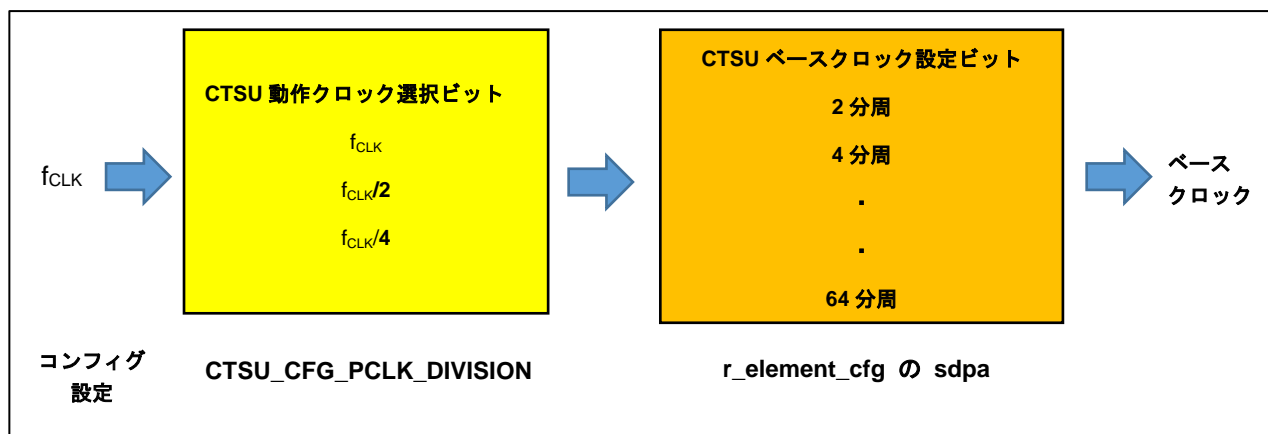 fCLK
CTSU 動作クロック選択ビット
fCLK
fCLK/2
fCLK/4
CTSU ベースクロック設定ビット
2 分周
4 分周
・
・
64 分周
ベース
クロック
コンフィグ
設定
CTSU_CFG_PCLK_DIVISION
r_element_cfg の sdpa